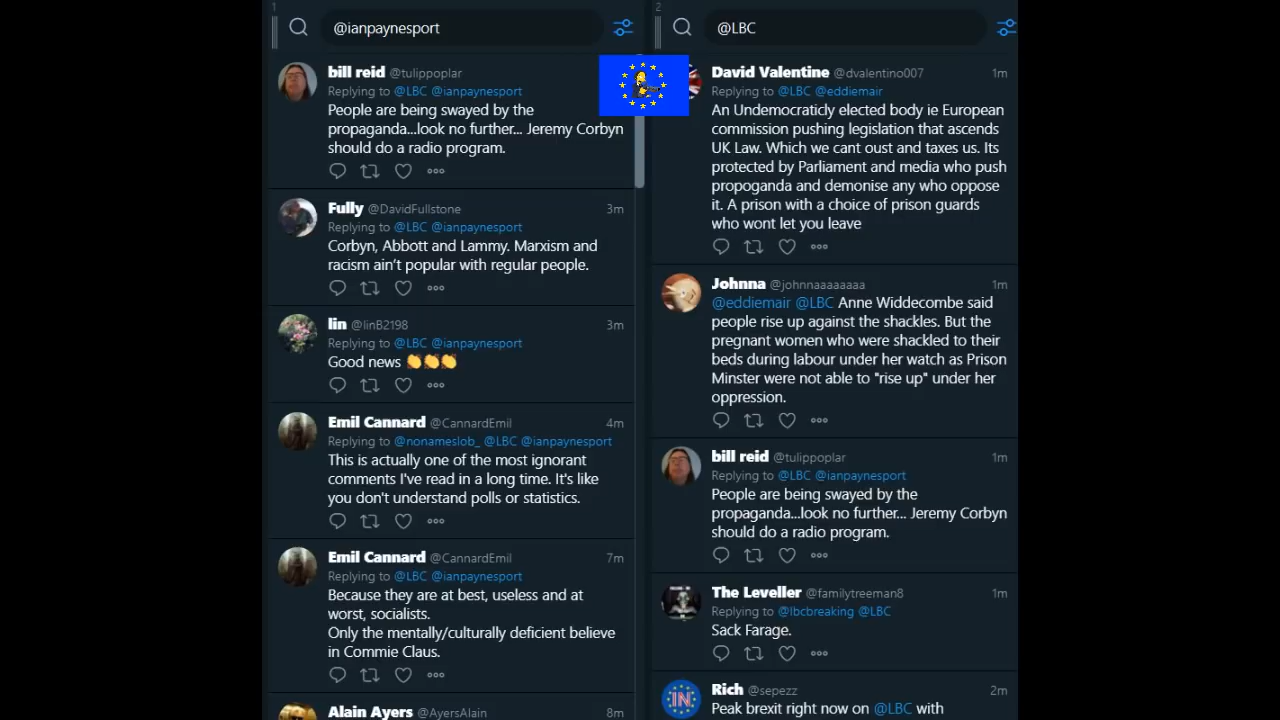 1
@ianpaynesport
bill reid @tulippoplar
Replying to @LBC @ianpaynesport
People are being swayed by the
propaganda...look no further... Jeremy Corbyn
should do a radio program.
Fully @DavidFullstone 3m
Replying to @LBC @ianpaynesport
Corbyn, Abbott and Lammy. Marxism and
racism ain’t popular with regular people.
lin @linB2198 3m
Replying to @LBC @ianpaynesport
Good news 👏👏👏
Emil Cannard @CannardEmil 4m
Replying to @nonameslob_ @LBC @ianpaynesport
This is actually one of the most ignorant
comments I've read in a long time. It's like
you don't understand polls or statistics.
Emil Cannard @CannardEmil 7m
Replying to @LBC @ianpaynesport
Because they are at best, useless and at
worst, socialists.
Only the mentally/culturally deficient believe
in Commie Claus.
Alain Ayers @AyersAlain 8m
2
@LBC
David Valentine @dvalentino007 1m
Replying to @LBC @eddiemair
An Undemocraticly elected body ie European
commission pushing legislation that ascends
UK Law. Which we cant oust and taxes us. Its
protected by Parliament and media who push
propoganda and demonise any who oppose
it. A prison with a choice of prison guards
who wont let you leave
Johnna @johnnaaaaaaaa 1m
@eddiemair @LBC Anne Widdecombe said
people rise up against the shackles. But the
pregnant women who were shackled to their
beds during labour under her watch as Prison
Minster were not able to "rise up" under her
oppression.
bill reid @tulippoplar 1m
Replying to @LBC @ianpaynesport
People are being swayed by the
propaganda...look no further... Jeremy Corbyn
should do a radio program.
The Leveller @familytreeman8 1m
Replying to @lbcbreaking @LBC
Sack Farage.
IN
Rich @sepezz 2m
Peak brexit right now on @LBC with